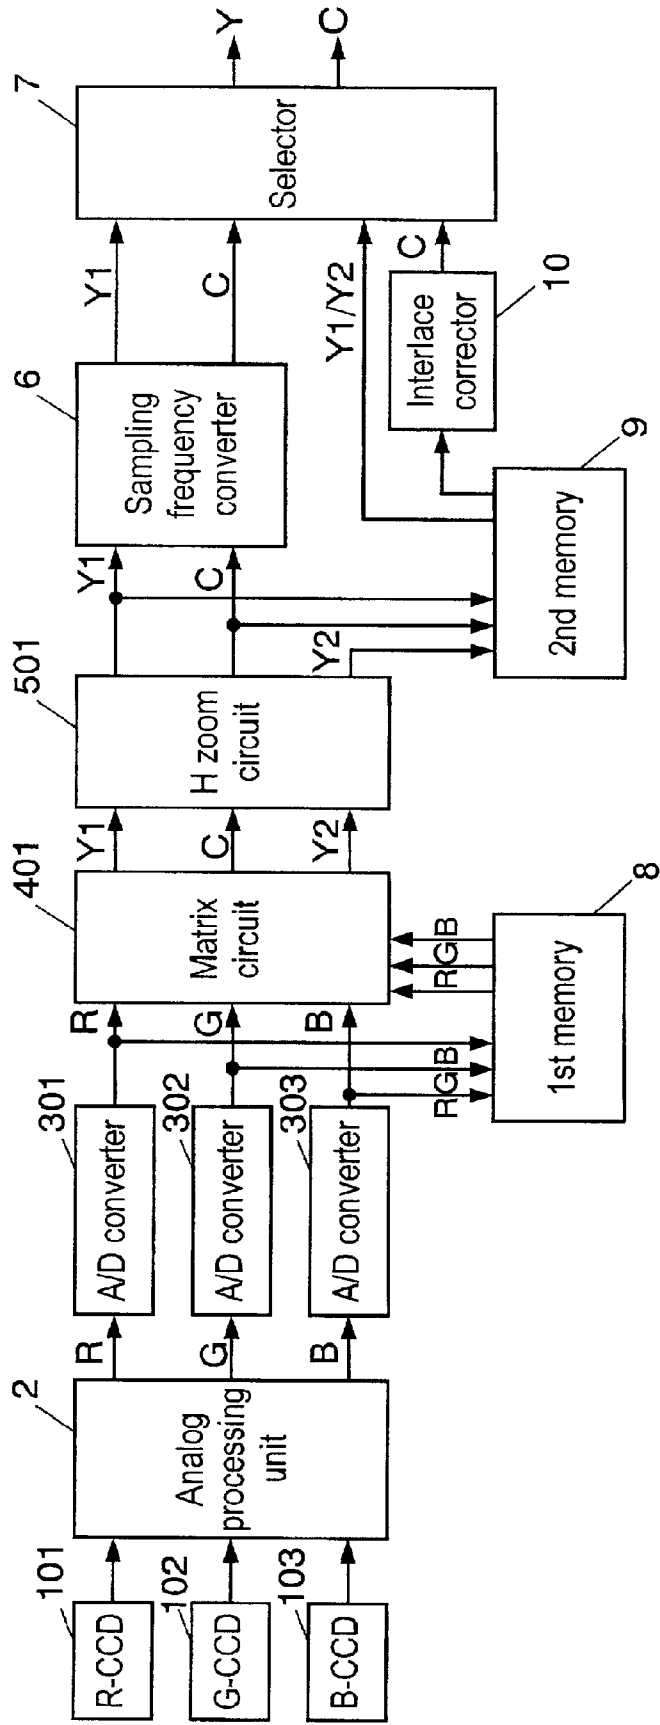 101
R-CCD
102
G-CCD
103
B-CCD
2
Analog
processing
unit
R
G
B
301
A/D converter
302
A/D converter
303
A/D converter
R
G
B
RGB
RGB
8
1st memory
401
Matrix
circuit
Y1
C
Y2
501
H zoom
circuit
Y1
C
Y2
6
Sampling
frequency
converter
9
2nd memory
10
Interlace
corrector
Y1
C
Y1/Y2
C
7
Selector
Y
C